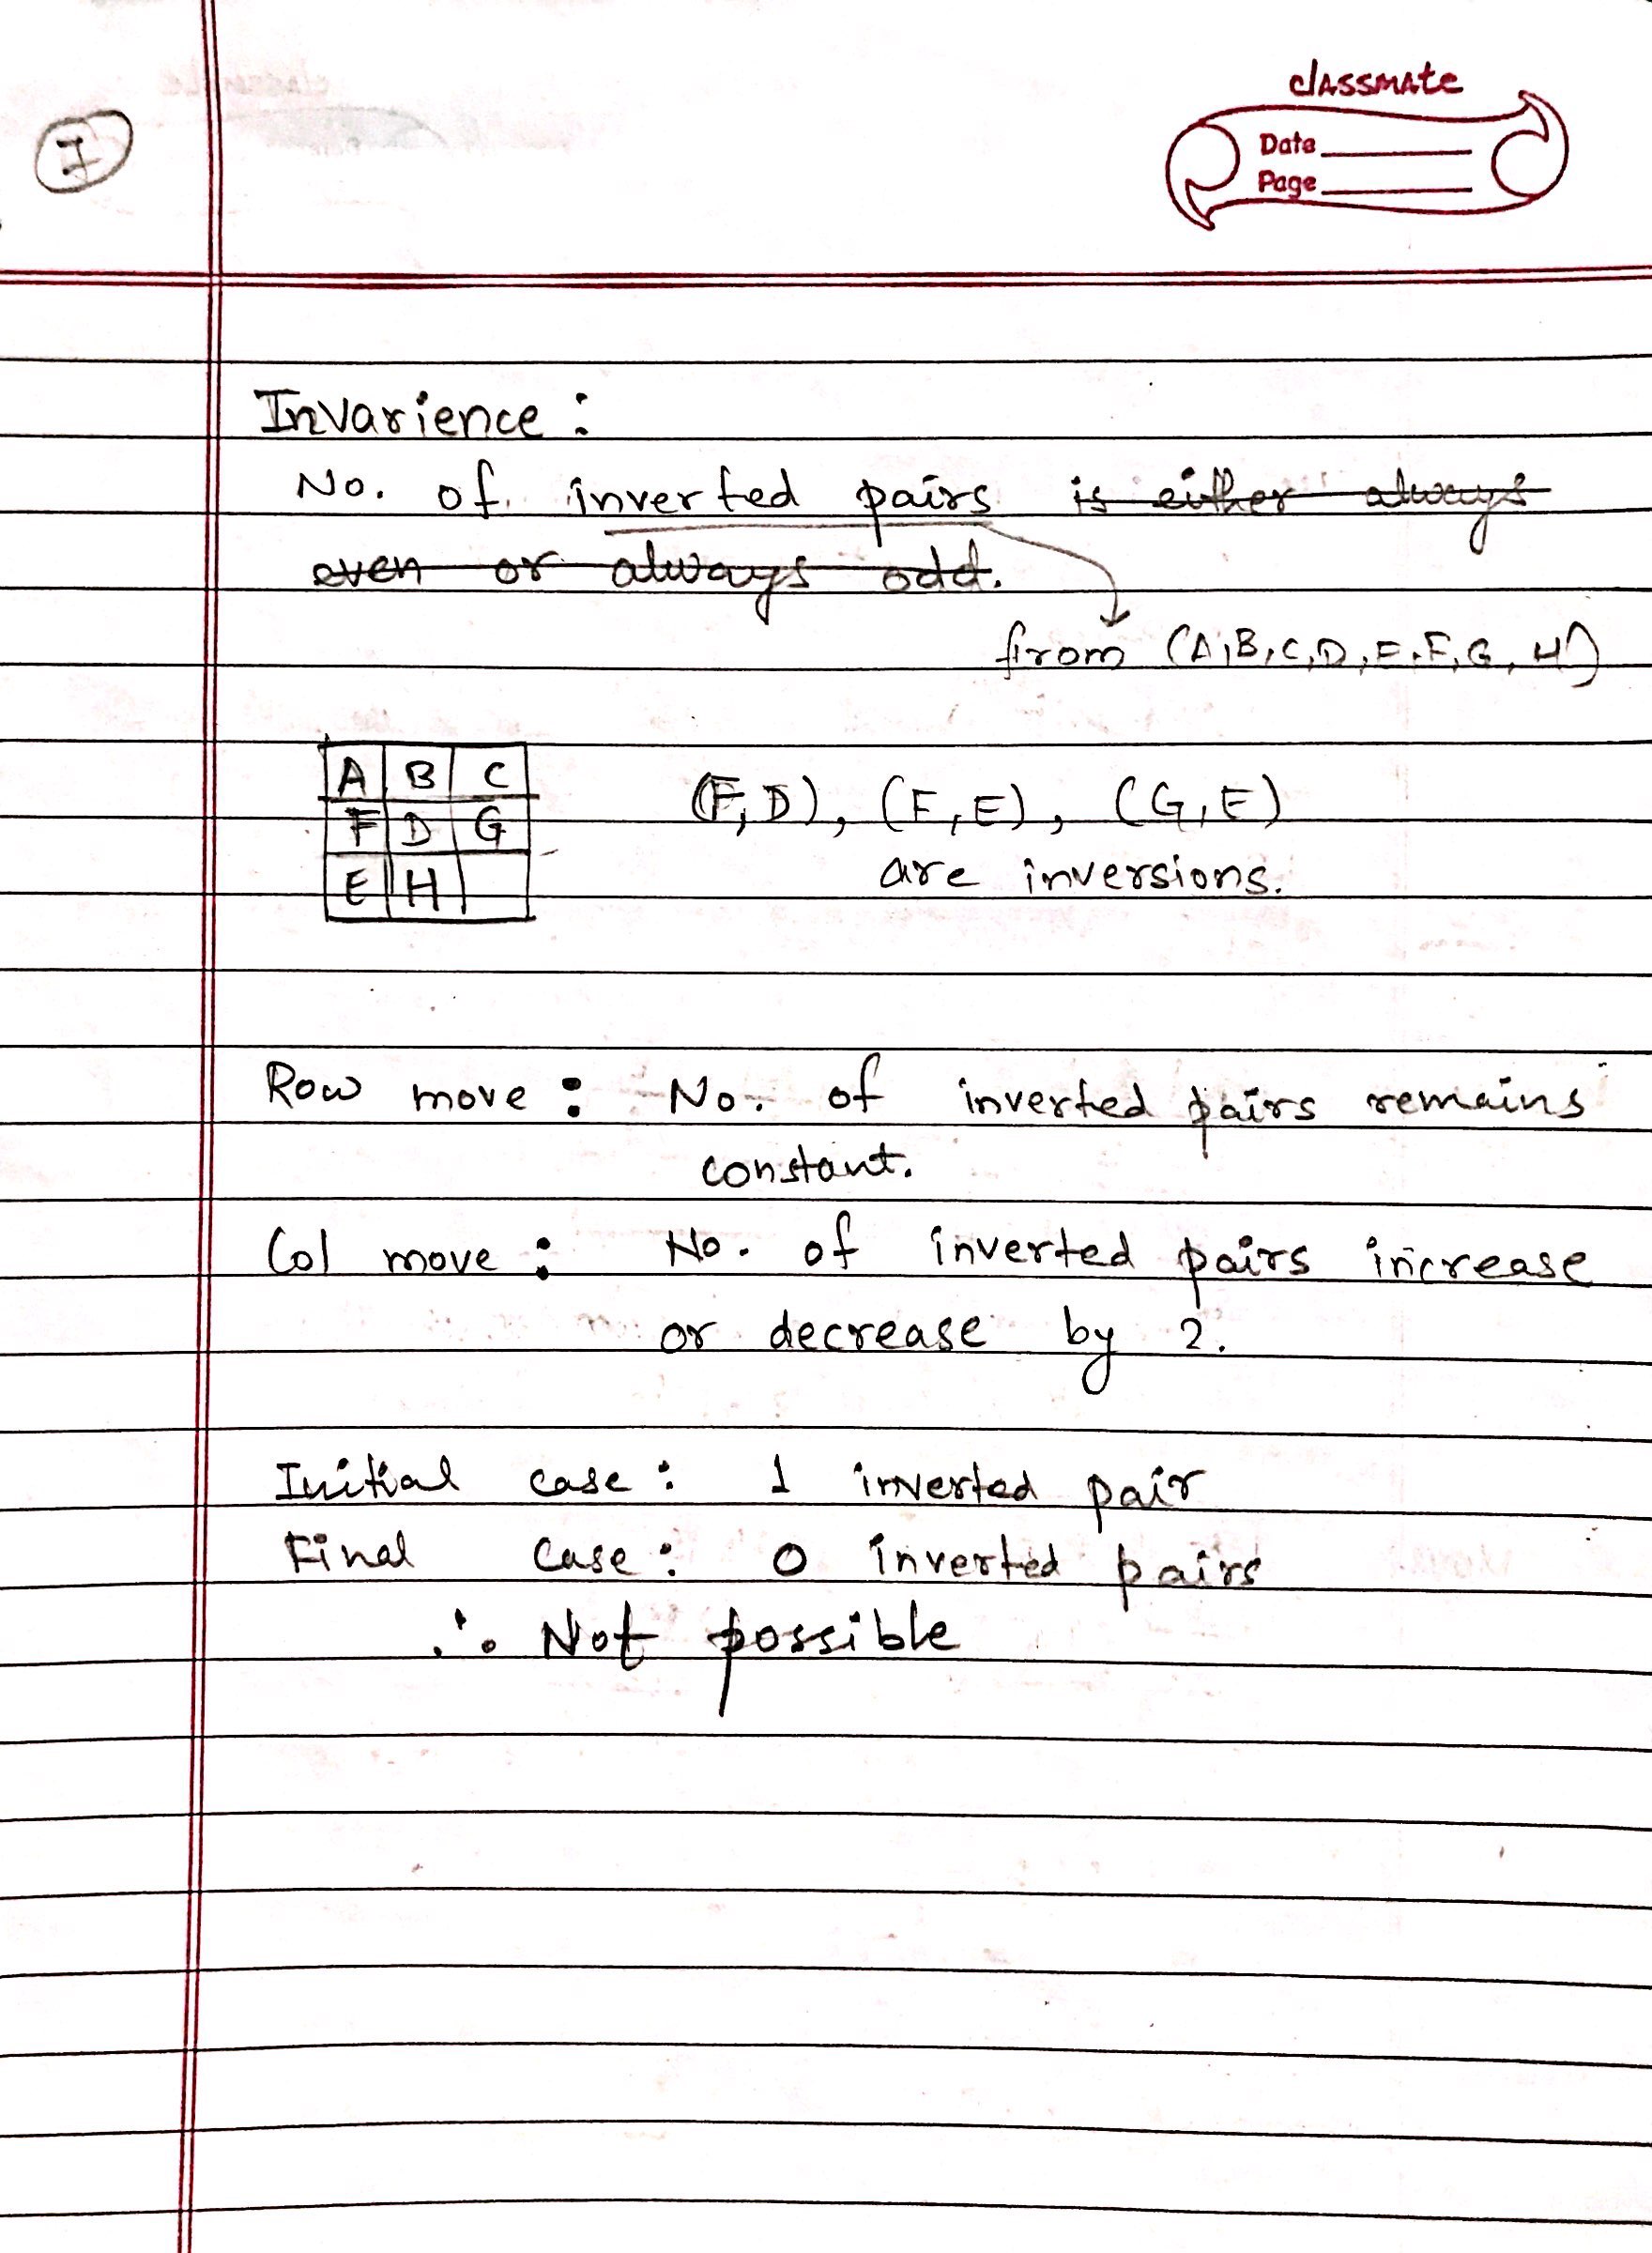 classmate
Date
Page
I
Invarience :
No. of inverted pairs is either always
even or always odd.
from (A,B,C,D,E,F,G,H)
A B C
F D G
E H
(F,D), (F,E), (G,E)
are inversions.
Row move : No. of inverted pairs remains
constant.
Col move : No. of inverted pairs increase
or decrease by 2.
Initial case : 1 inverted pair
Final case : 0 inverted pairs
∴ Not possible